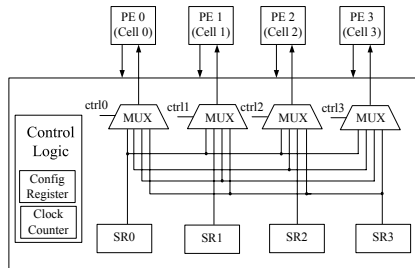 PE 0
(Cell 0)
PE 1
(Cell 1)
PE 2
(Cell 2)
PE 3
(Cell 3)
ctrl0
MUX
ctrl1
MUX
ctrl2
MUX
ctrl3
MUX
Control
Logic
Config
Register
Clock
Counter
SR0
SR1
SR2
SR3